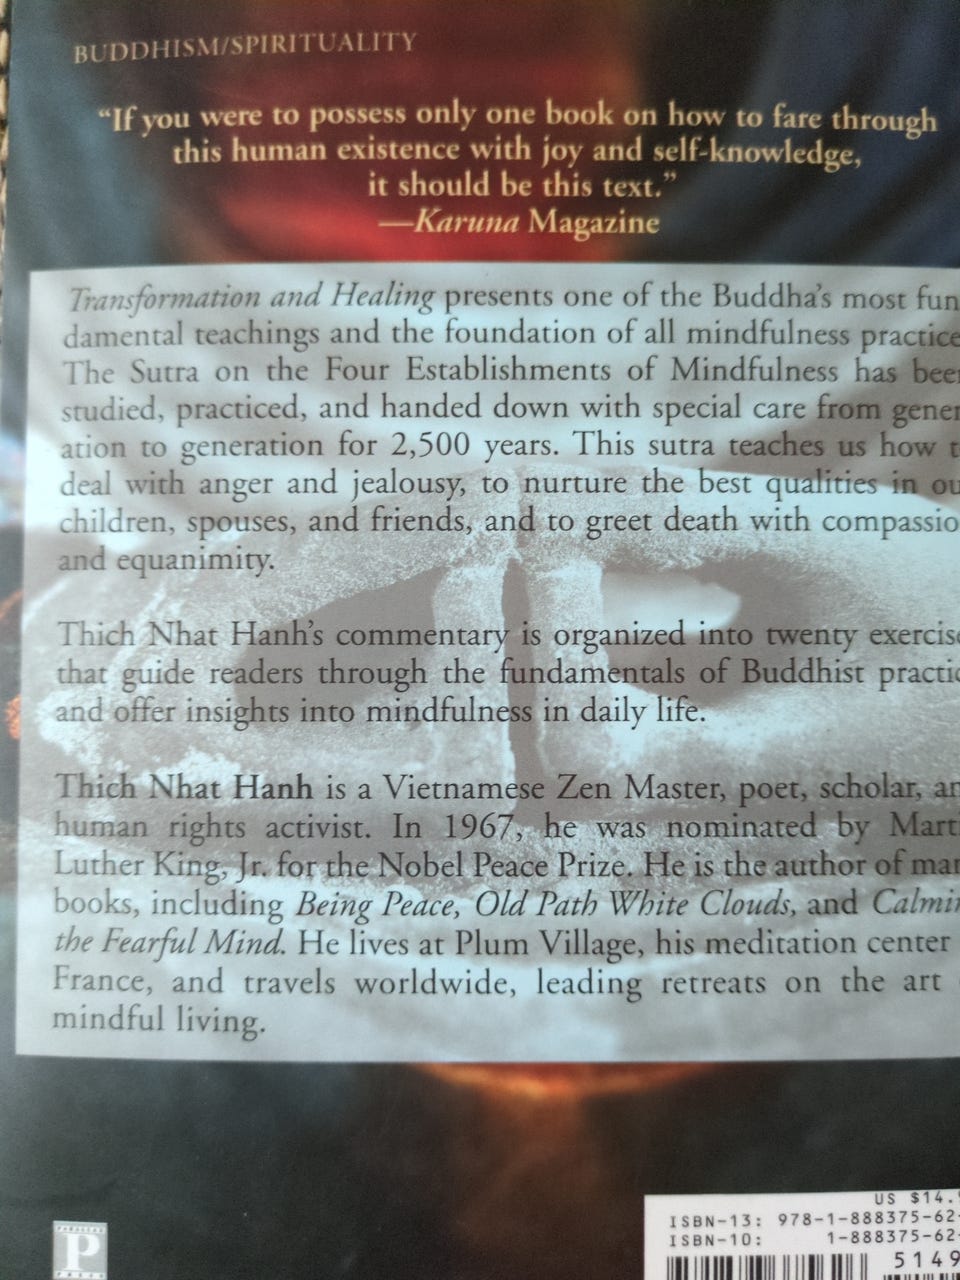 BUDDHISM/SPIRITUALITY
“If you were to possess only one book on how to fare through
this human existence with joy and self-knowledge,
it should be this text.”
—Karuna Magazine
Transformation and Healing presents one of the Buddha’s most fun
damental teachings and the foundation of all mindfulness practice
The Sutra on the Four Establishments of Mindfulness has been
studied, practiced, and handed down with special care from gener
ation to generation for 2,500 years. This sutra teaches us how t
deal with anger and jealousy, to nurture the best qualities in ou
children, spouses, and friends, and to greet death with compassio
and equanimity.
Thich Nhat Hanh’s commentary is organized into twenty exercise
that guide readers through the fundamentals of Buddhist practic
and offer insights into mindfulness in daily life.
Thich Nhat Hanh is a Vietnamese Zen Master, poet, scholar, an
human rights activist. In 1967, he was nominated by Marti
Luther King, Jr. for the Nobel Peace Prize. He is the author of man
books, including Being Peace, Old Path White Clouds, and Calmin
the Fearful Mind. He lives at Plum Village, his meditation center
France, and travels worldwide, leading retreats on the art
mindful living.
US $14.9
ISBN-13: 978-1-888375-62-
ISBN-10: 1-888375-62-
5149
PARALLAX
P
PRESS